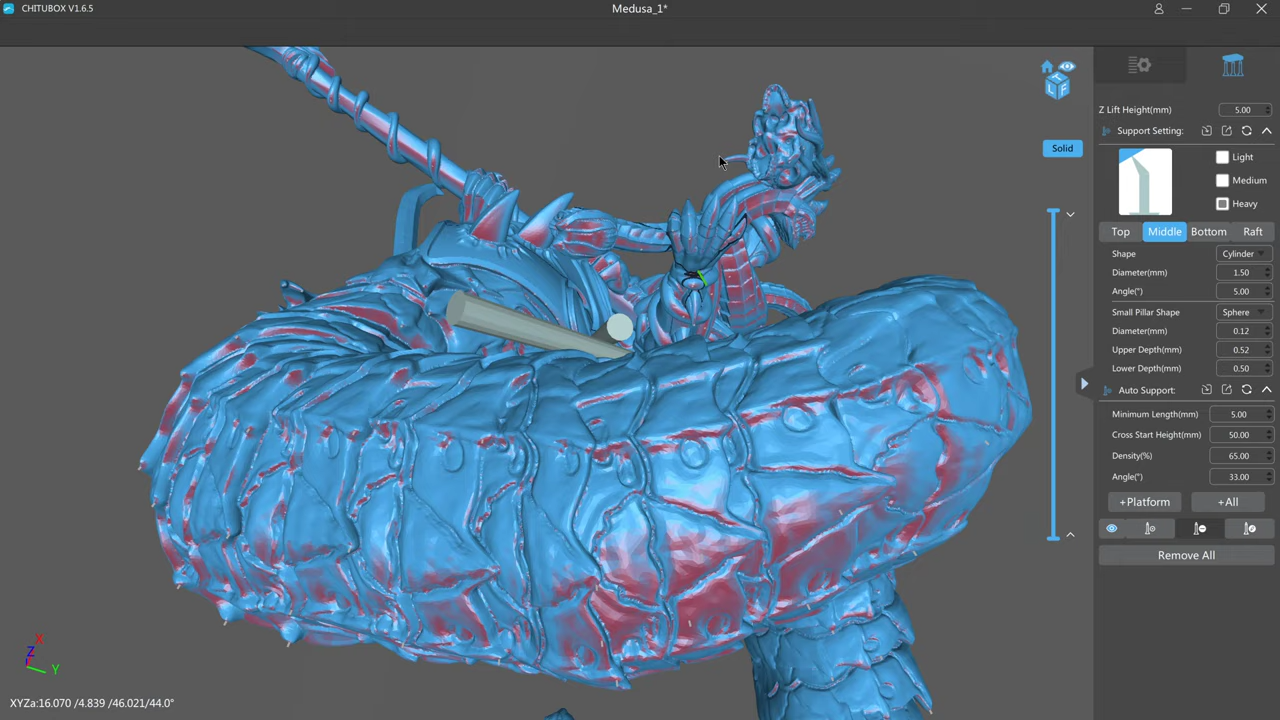 CHITUBOX V1.6.5
Medusa_1*
Z Lift Height(mm) 5.00
Support Setting:
Light
Medium
Heavy
Top Middle Bottom Raft
Shape Cylinder
Diameter(mm) 1.50
Angle(°) 5.00
Small Pillar Shape Sphere
Diameter(mm) 0.12
Upper Depth(mm) 0.52
Lower Depth(mm) 0.50
Auto Support:
Minimum Length(mm) 5.00
Cross Start Height(mm) 50.00
Density(%) 65.00
Angle(°) 33.00
+Platform +All
Remove All
Solid
T
L F
X
Z
Y
XYZa:16.070 /4.839 /46.021/44.0°